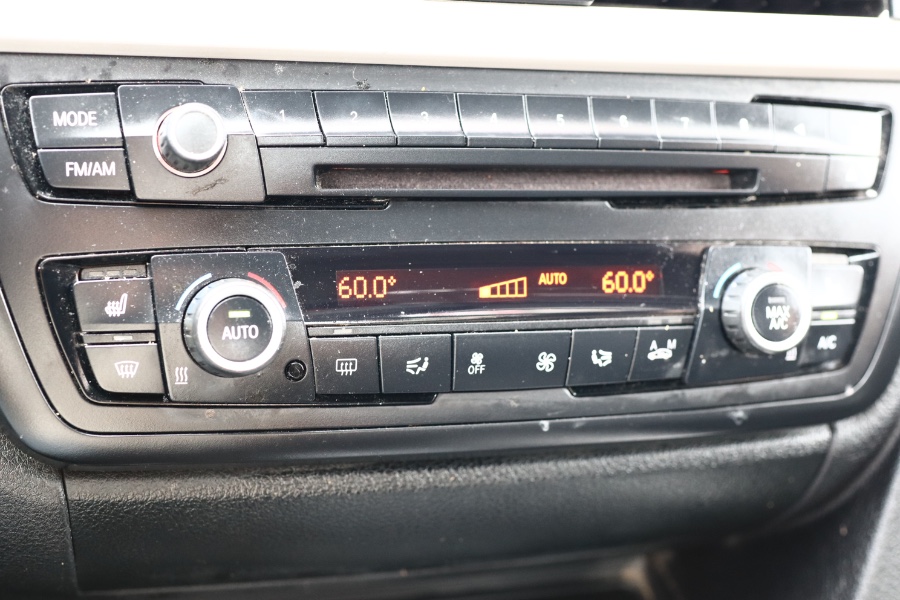 MODE 1 2 3 4 5 6 7 8
FM/AM
60.0° AUTO 60.0°
AUTO
MAX
A/C
OFF
A M
A/C